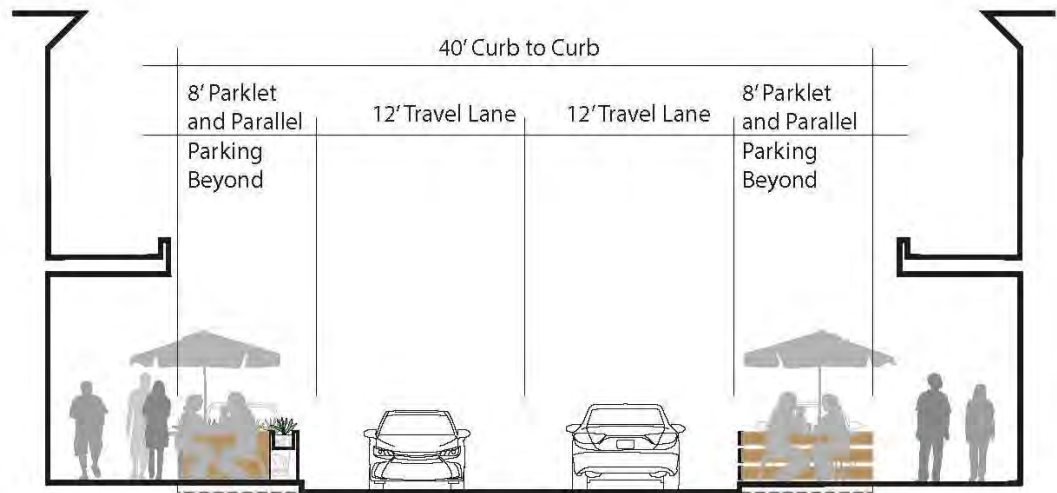 40' Curb to Curb
8' Parklet
and Parallel
Parking
Beyond
12' Travel Lane
12' Travel Lane
8' Parklet
and Parallel
Parking
Beyond